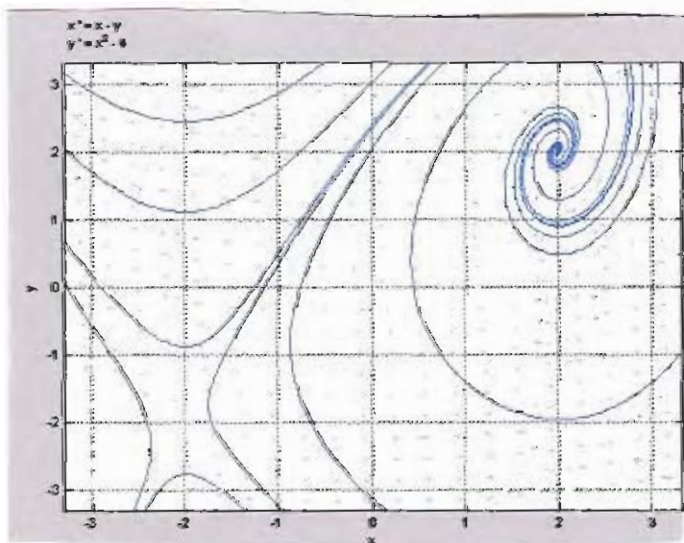 x ' = x - y
y ' = x² - 4
3
2
1
0
-1
-2
-3
y
-3 -2 -1 0 1 2 3
x